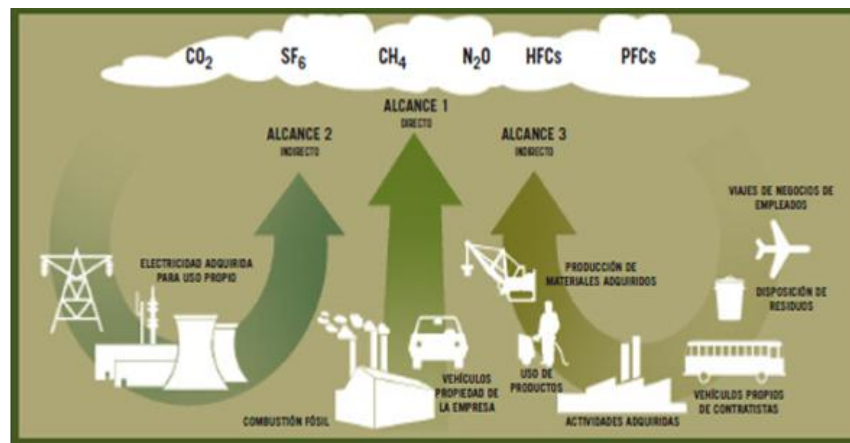 CO₂ SF₆ CH₄ N₂O HFCs PFCs
ALCANCE 1
DIRECTO
ALCANCE 2
INDIRECTO
ALCANCE 3
INDIRECTO
VIAJES DE NEGOCIOS DE
EMPLEADOS
ELECTRICIDAD ADQUIRIDA
PARA USO PROPIO
PRODUCCIÓN DE
MATERIALES ADQUIRIDOS
DISPOSICIÓN DE
RESIDUOS
COMBUSTIÓN FÓSIL
VEHÍCULOS
PROPIEDAD DE
LA EMPRESA
USO DE
PRODUCTOS
ACTIVIDADES ADQUIRIDAS
VEHÍCULOS PROPIOS
DE CONTRATISTAS